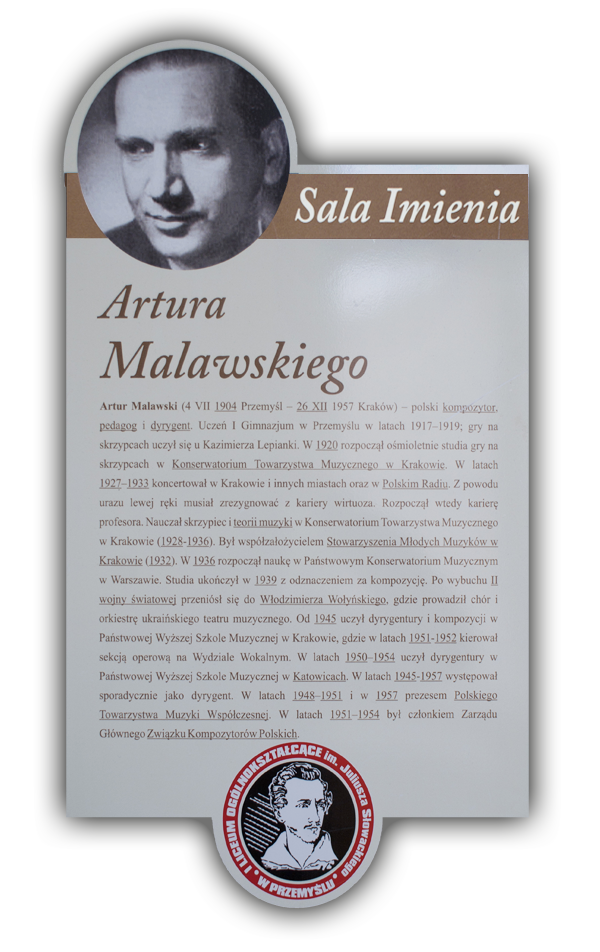 Sala Imienia
Artura
Malawskiego
Artur Malawski (4 VII 1904 Przemyśl – 26 XII 1957 Kraków) – polski kompozytor,
pedagog i dyrygent. Uczeń I Gimnazjum w Przemyślu w latach 1917–1919; gry na
skrzypcach uczył się u Kazimierza Lepianki. W 1920 rozpoczął ośmioletnie studia gry na
skrzypcach w Konserwatorium Towarzystwa Muzycznego w Krakowie. W latach
1927–1933 koncertował w Krakowie i innych miastach oraz w Polskim Radiu. Z powodu
urazu lewej ręki musiał zrezygnować z kariery wirtuoza. Rozpoczął wtedy karierę
profesora. Nauczał skrzypiec i teorii muzyki w Konserwatorium Towarzystwa Muzycznego
w Krakowie (1928-1936). Był współzałożycielem Stowarzyszenia Młodych Muzyków w
Krakowie (1932). W 1936 rozpoczął naukę w Państwowym Konserwatorium Muzycznym
w Warszawie. Studia ukończył w 1939 z odznaczeniem za kompozycję. Po wybuchu II
wojny światowej przeniósł się do Włodzimierza Wołyńskiego, gdzie prowadził chór i
orkiestrę ukraińskiego teatru muzycznego. Od 1945 uczył dyrygentury i kompozycji w
Państwowej Wyższej Szkole Muzycznej w Krakowie, gdzie w latach 1951-1952 kierował
sekcją operową na Wydziale Wokalnym. W latach 1950–1954 uczył dyrygentury w
Państwowej Wyższej Szkole Muzycznej w Katowicach. W latach 1945-1957 występował
sporadycznie jako dyrygent. W latach 1948–1951 i w 1957 prezesem Polskiego
Towarzystwa Muzyki Współczesnej. W latach 1951–1954 był członkiem Zarządu
Głównego Związku Kompozytorów Polskich.
I LICEUM OGÓLNOKSZTAŁCĄCE im. Juliusza Słowackiego
• W PRZEMYŚLU •